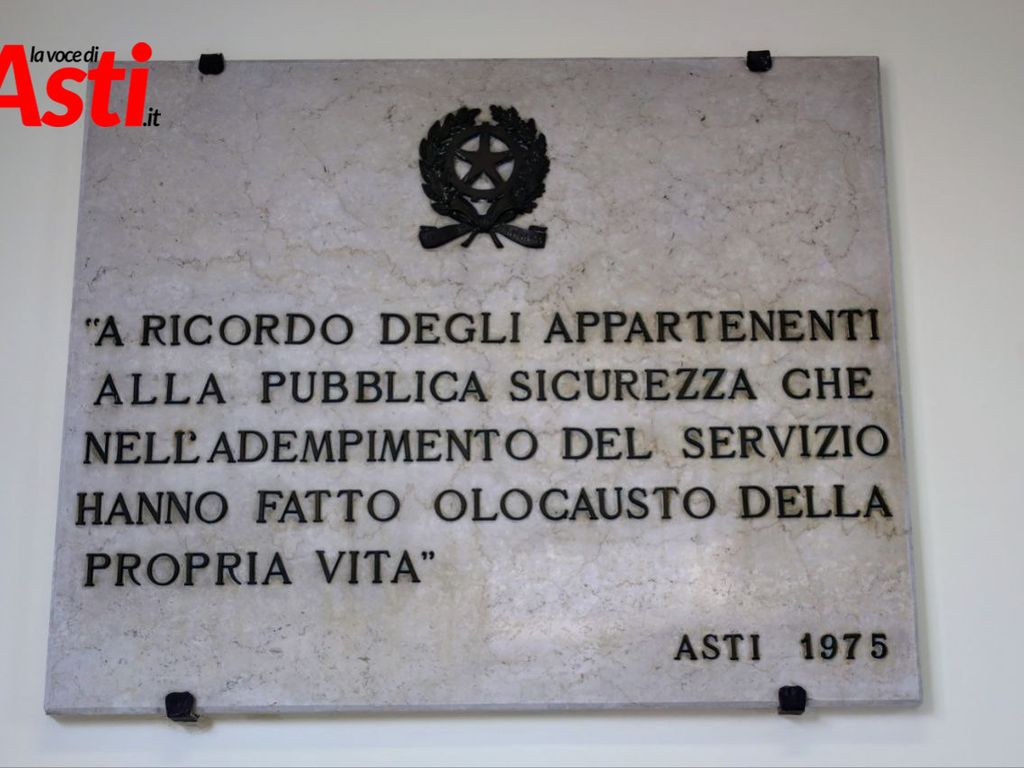 la voce di
Asti.it
"A RICORDO DEGLI APPARTENENTI
ALLA PUBBLICA SICUREZZA CHE
NELL'ADEMPIMENTO DEL SERVIZIO
HANNO FATTO OLOCAUSTO DELLA
PROPRIA VITA"
ASTI 1975